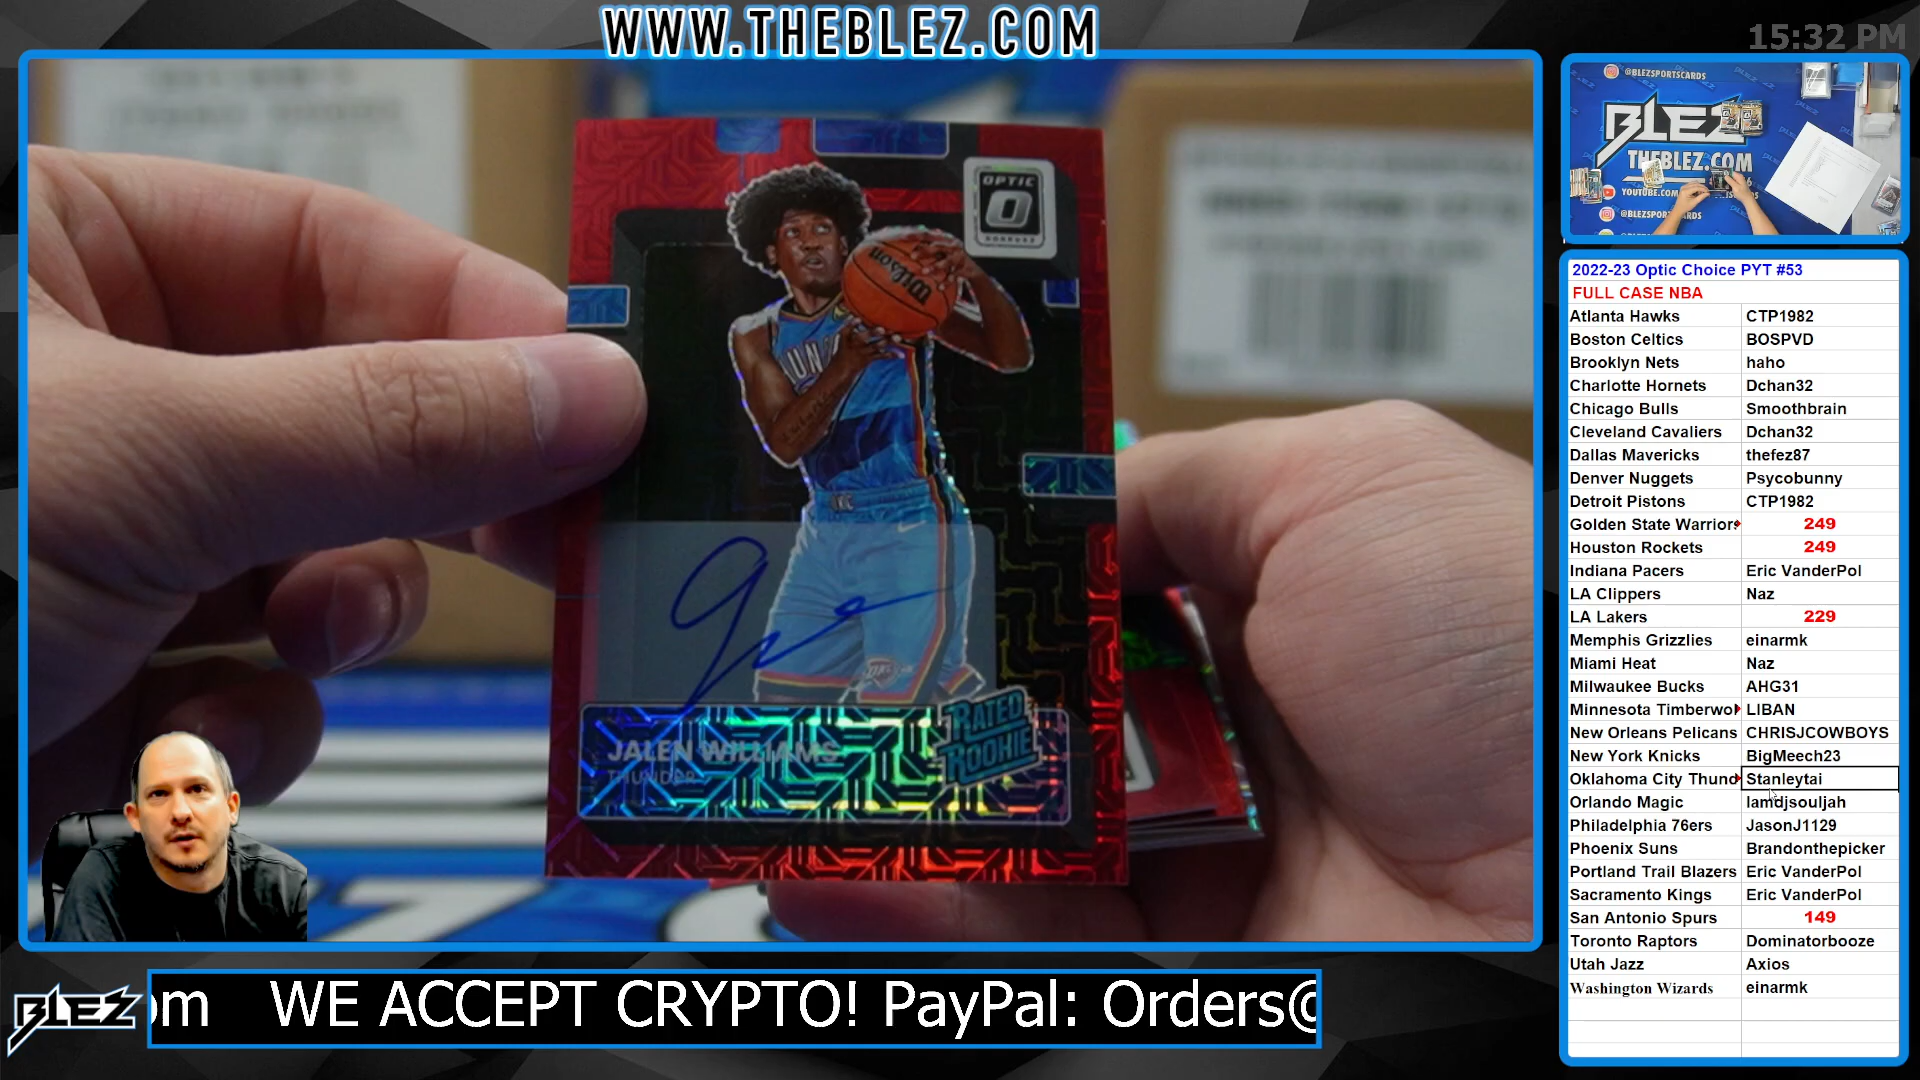 WWW.THEBLEZ.COM
15:32 PM
OPTIC
Wilson
OKC
JALEN WILLIAMS
THUNDER
RATED
ROOKIE
@BLEZSPORTSCARDS
BLEZ
THEBLEZ.COM
YOUTUBE.COM
2022-23 Optic Choice PYT #53
FULL CASE NBA
Atlanta Hawks CTP1982
Boston Celtics BOSPVD
Brooklyn Nets haho
Charlotte Hornets Dchan32
Chicago Bulls Smoothbrain
Cleveland Cavaliers Dchan32
Dallas Mavericks thefez87
Denver Nuggets Psycobunny
Detroit Pistons CTP1982
Golden State Warriors 249
Houston Rockets 249
Indiana Pacers Eric VanderPol
LA Clippers Naz
LA Lakers 229
Memphis Grizzlies einarmk
Miami Heat Naz
Milwaukee Bucks AHG31
Minnesota Timberwol LIBAN
New Orleans Pelicans CHRISJCOWBOYS
New York Knicks BigMeech23
Oklahoma City Thund Stanleytai
Orlando Magic Iamdjsouljah
Philadelphia 76ers JasonJ1129
Phoenix Suns Brandonthepicker
Portland Trail Blazers Eric VanderPol
Sacramento Kings Eric VanderPol
San Antonio Spurs 149
Toronto Raptors Dominatorbooze
Utah Jazz Axios
Washington Wizards einarmk
BLEZ
om WE ACCEPT CRYPTO! PayPal: Orders@